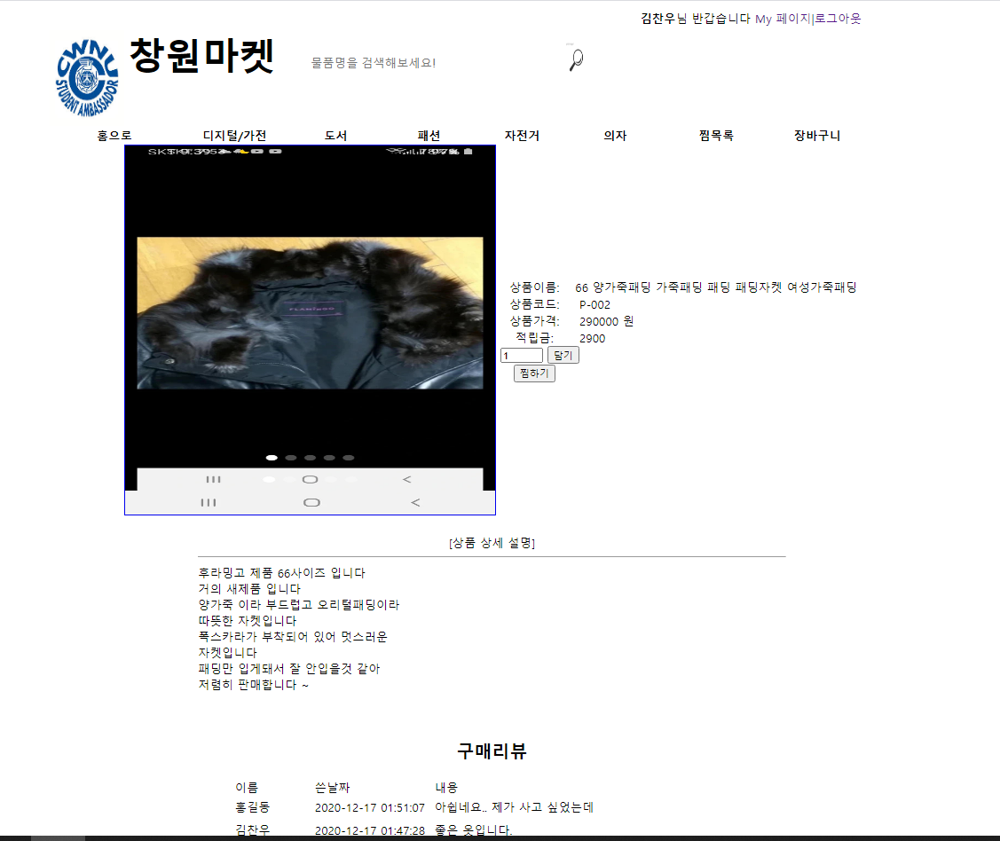 김찬우님 반갑습니다 My 페이지|로그아웃
CWNU
STUDENT AMBASSADOR
창원마켓
물품명을 검색해보세요!
홈으로 디지털/가전 도서 패션 자전거 의자 찜목록 장바구니
FLAMINGO
상품이름: 66 양가죽패딩 가죽패딩 패딩 패딩자켓 여성가죽패딩
상품코드: P-002
상품가격: 290000 원
적립금: 2900
1 담기
찜하기
[상품 상세 설명]
후라밍고 제품 66사이즈 입니다
거의 새제품 입니다
양가죽 이라 부드럽고 오리털패딩이라
따뜻한 자켓입니다
폭스카라가 부착되어 있어 멋스러운
자켓입니다
패딩만 입게돼서 잘 안입을것 같아
저렴히 판매합니다 ~
구매리뷰
이름 쓴날짜 내용
홍길동 2020-12-17 01:51:07 아쉽네요.. 제가 사고 싶었는데
김찬우 2020-12-17 01:47:28 좋은 옷입니다.